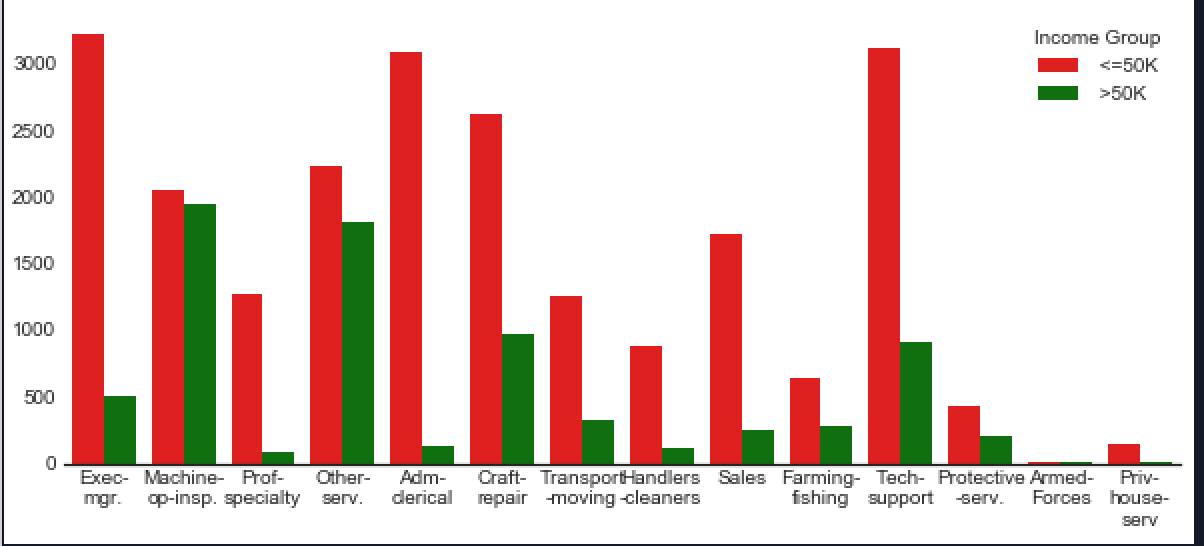 Income Group
<=50K
>50K
3000
2500
2000
1500
1000
500
0
Exec-
mgr.
Machine-
op-insp.
Prof-
specialty
Other-
serv.
Adm-
clerical
Craft-
repair
Transport
-moving
Handlers
-cleaners
Sales
Farming-
fishing
Tech-
support
Protective
-serv.
Armed-
Forces
Priv-
house-
serv